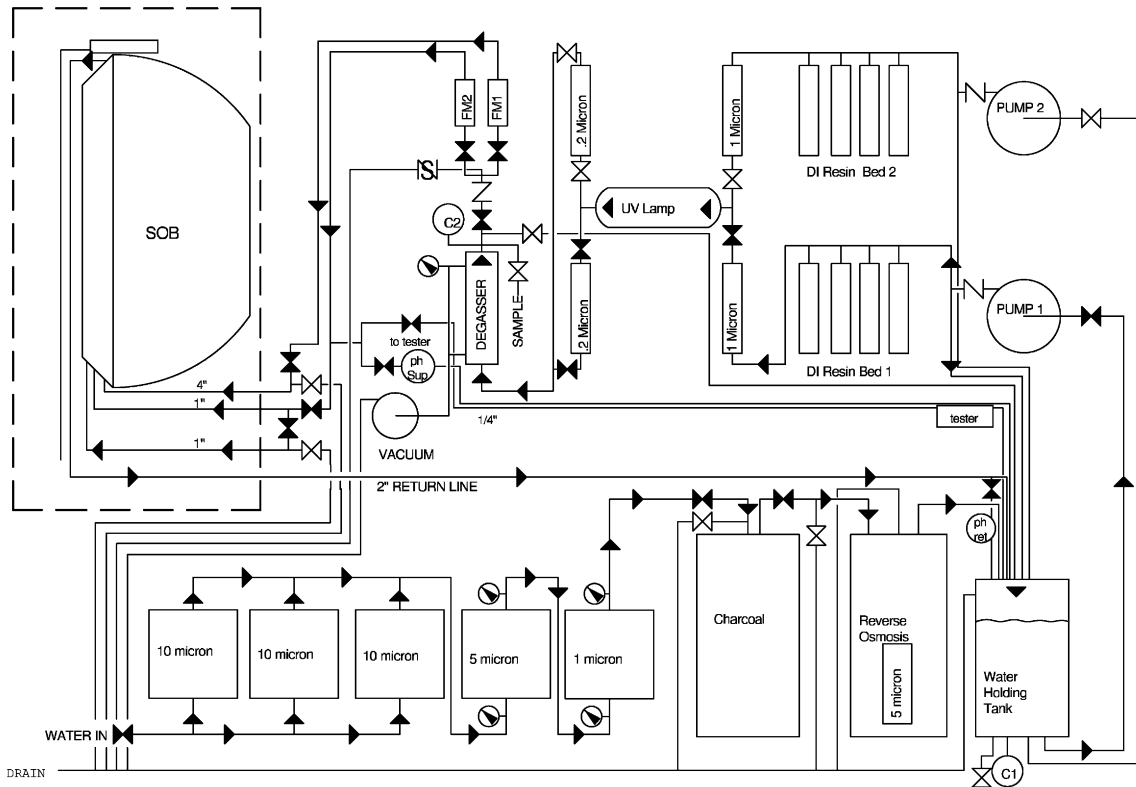 FM2
FM1
.2 Micron
1 Micron
PUMP 2
DI Resin Bed 2
UV Lamp
SOB
S
C2
DEGASSER
SAMPLE
.2 Micron
1 Micron
PUMP 1
to tester
ph
Sup
DI Resin Bed 1
4"
1"
1/4"
tester
1"
VACUUM
2" RETURN LINE
ph
ret
10 micron
10 micron
10 micron
5 micron
1 micron
Charcoal
Reverse
Osmosis
5 micron
Water
Holding
Tank
WATER IN
DRAIN
C1